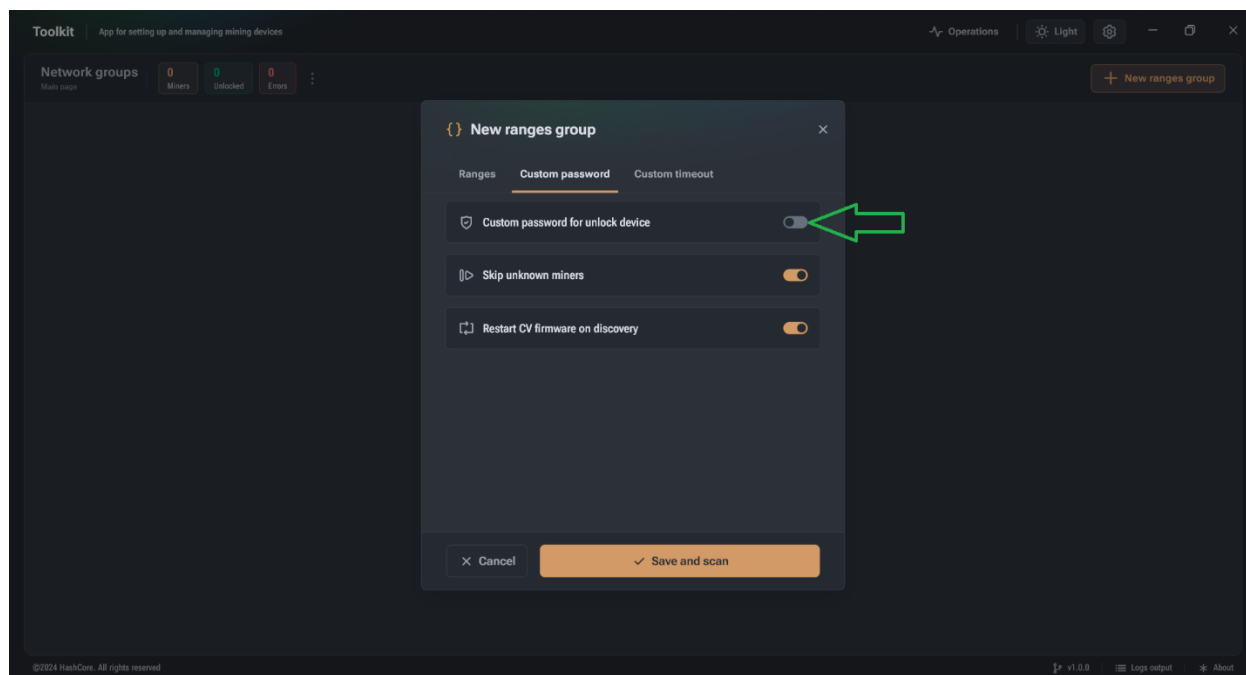 Toolkit App for setting up and managing mining devices Operations Light
Network groups
Main page
0 Miners
0 Unlocked
0 Errors
New ranges group
{} New ranges group
Ranges Custom password Custom timeout
Custom password for unlock device
Skip unknown miners
Restart CV firmware on discovery
Cancel Save and scan
©2024 HashCore. All rights reserved v1.0.0 Logs output About